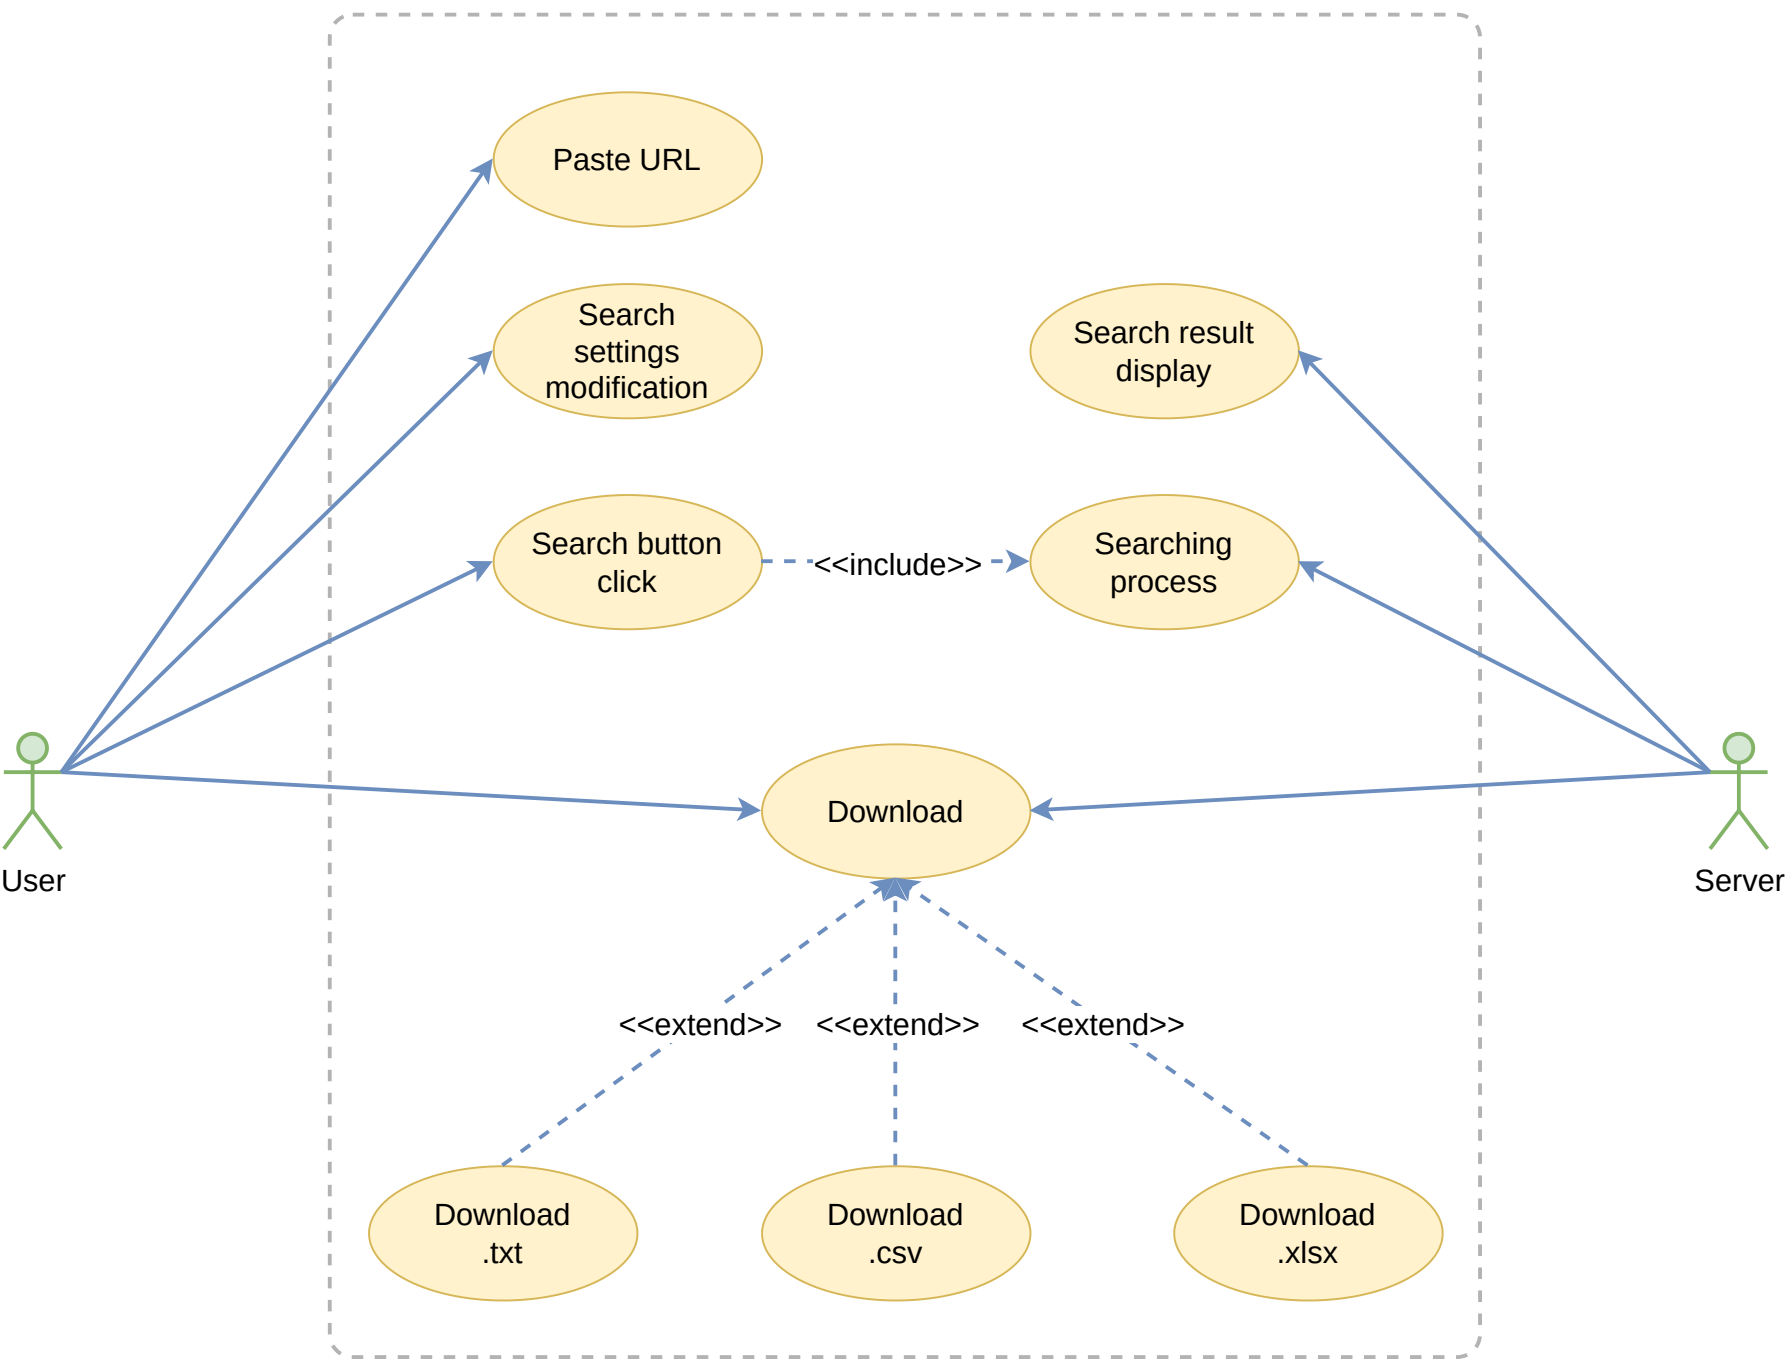 Paste URL
Search
settings
modification
Search result
display
Search button
click
<<include>>
Searching
process
Download
User
Server
<<extend>>
<<extend>>
<<extend>>
Download
.txt
Download
.csv
Download
.xlsx